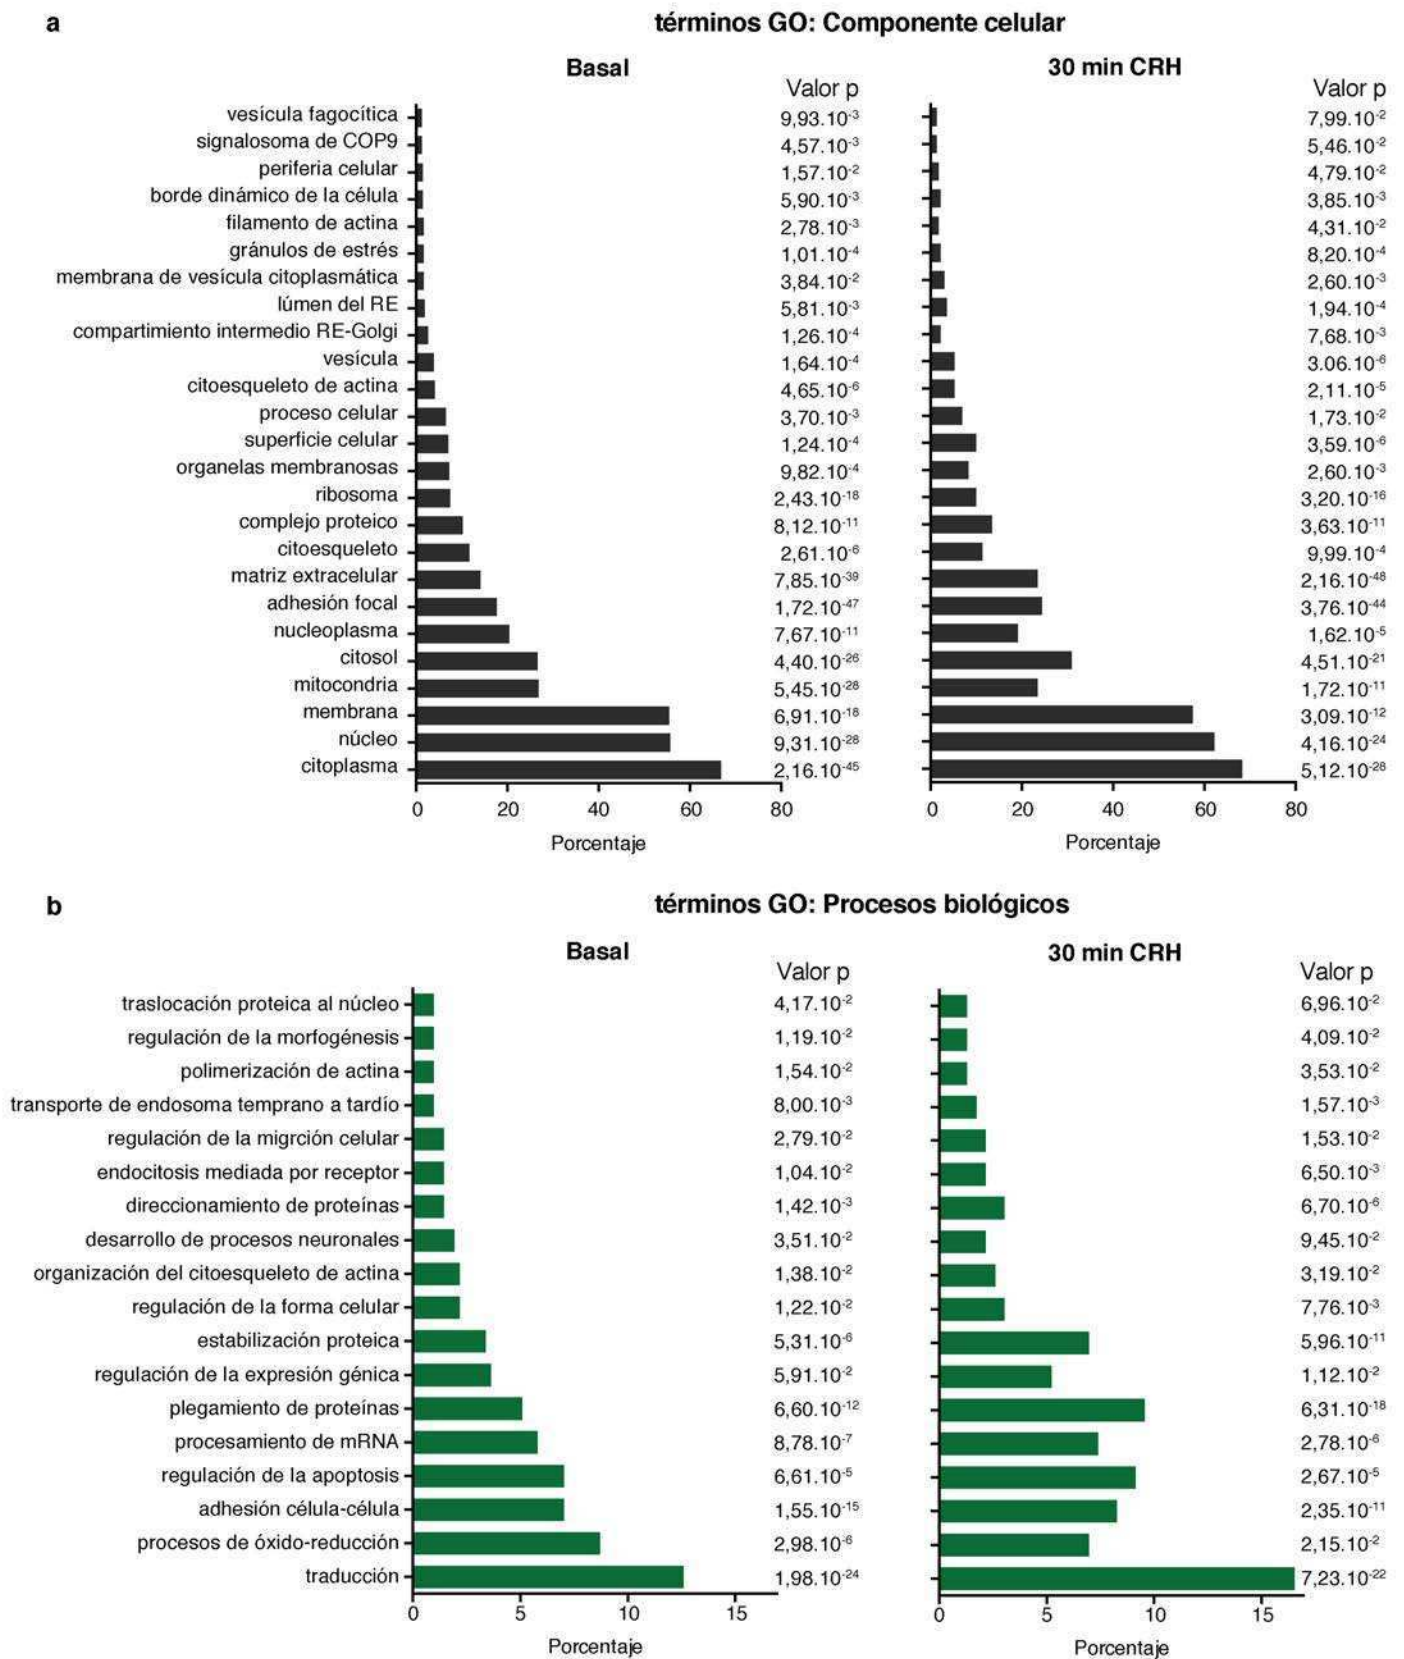 a
términos GO: Componente celular
Basal
30 min CRH
Valor p
Valor p
vesícula fagocítica 9,93.10-3 7,99.10-2
signalosoma de COP9 4,57.10-3 5,46.10-2
periferia celular 1,57.10-2 4,79.10-2
borde dinámico de la célula 5,90.10-3 3,85.10-3
filamento de actina 2,78.10-3 4,31.10-2
gránulos de estrés 1,01.10-4 8,20.10-4
membrana de vesícula citoplasmática 3,84.10-2 2,60.10-3
lúmen del RE 5,81.10-3 1,94.10-4
compartimiento intermedio RE-Golgi 1,26.10-4 7,68.10-3
vesícula 1,64.10-4 3.06.10-6
citoesqueleto de actina 4,65.10-6 2,11.10-5
proceso celular 3,70.10-3 1,73.10-2
superficie celular 1,24.10-4 3,59.10-6
organelas membranosas 9,82.10-4 2,60.10-3
ribosoma 2,43.10-18 3,20.10-16
complejo proteico 8,12.10-11 3,63.10-11
citoesqueleto 2,61.10-6 9,99.10-4
matriz extracelular 7,85.10-39 2,16.10-48
adhesión focal 1,72.10-47 3,76.10-44
nucleoplasma 7,67.10-11 1,62.10-5
citosol 4,40.10-26 4,51.10-21
mitocondria 5,45.10-28 1,72.10-11
membrana 6,91.10-18 3,09.10-12
núcleo 9,31.10-28 4,16.10-24
citoplasma 2,16.10-45 5,12.10-28
0 20 40 60 80 0 20 40 60 80
Porcentaje Porcentaje
b
términos GO: Procesos biológicos
Basal
30 min CRH
Valor p
Valor p
traslocación proteica al núcleo 4,17.10-2 6,96.10-2
regulación de la morfogénesis 1,19.10-2 4,09.10-2
polimerización de actina 1,54.10-2 3,53.10-2
transporte de endosoma temprano a tardío 8,00.10-3 1,57.10-3
regulación de la migrción celular 2,79.10-2 1,53.10-2
endocitosis mediada por receptor 1,04.10-2 6,50.10-3
direccionamiento de proteínas 1,42.10-3 6,70.10-6
desarrollo de procesos neuronales 3,51.10-2 9,45.10-2
organización del citoesqueleto de actina 1,38.10-2 3,19.10-2
regulación de la forma celular 1,22.10-2 7,76.10-3
estabilización proteica 5,31.10-6 5,96.10-11
regulación de la expresión génica 5,91.10-2 1,12.10-2
plegamiento de proteínas 6,60.10-12 6,31.10-18
procesamiento de mRNA 8,78.10-7 2,78.10-6
regulación de la apoptosis 6,61.10-5 2,67.10-5
adhesión célula-célula 1,55.10-15 2,35.10-11
procesos de óxido-reducción 2,98.10-6 2,15.10-2
traducción 1,98.10-24 7,23.10-22
0 5 10 15 0 5 10 15
Porcentaje Porcentaje